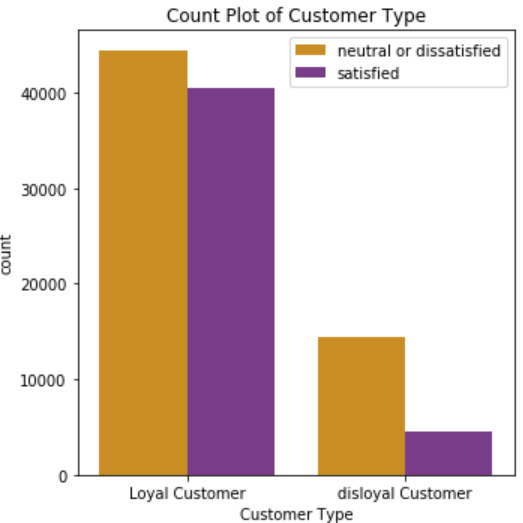 Count Plot of Customer Type
neutral or dissatisfied
satisfied
40000
30000
20000
10000
0
count
Loyal Customer
disloyal Customer
Customer Type